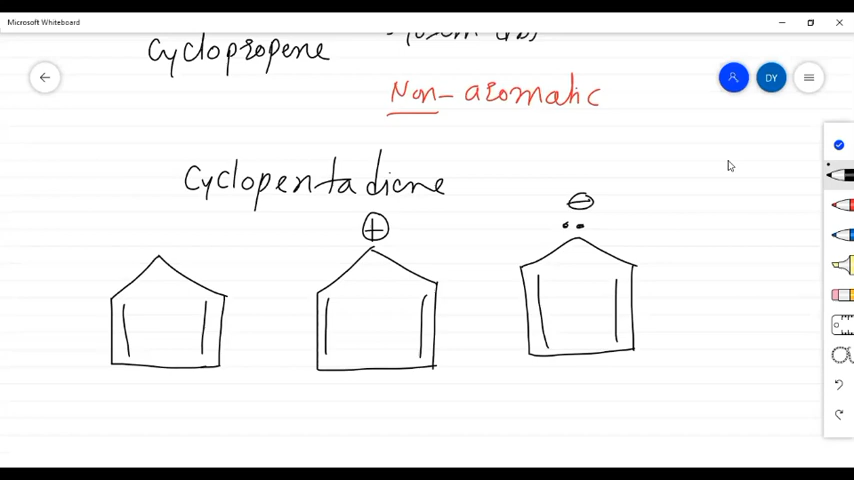 Microsoft Whiteboard
Cyclopropene
Non-aromatic
DY
Cyclopentadiene
+
−